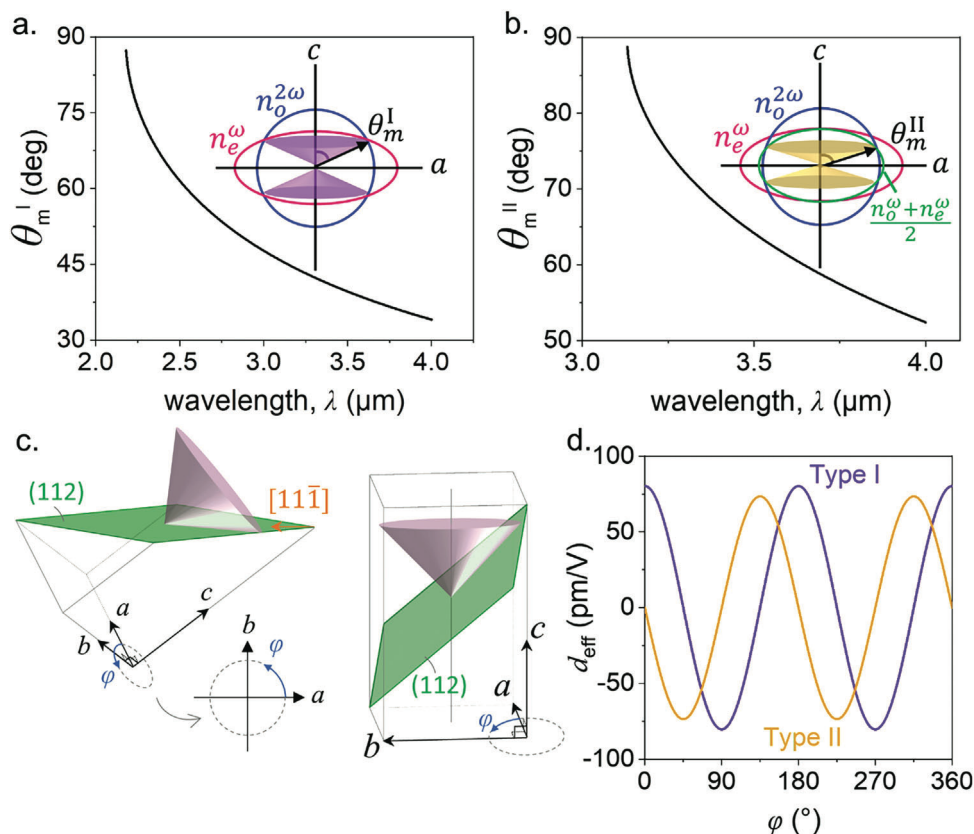 a.
90
75
60
45
30
θₘᴵ (deg)
2.0 2.5 3.0 3.5 4.0
wavelength, λ (μm)
c
n_o^{2ω}
n_e^ω
θ_m^I
a
b.
90
80
70
60
50
θₘᴵᴵ (deg)
3.0 3.5 4.0
wavelength, λ (μm)
c
n_o^{2ω}
n_e^ω
θ_m^{II}
a
n_o^ω + n_e^ω
2
c.
(112)
[11$\bar{1}$]
a
c
b
φ
b
φ
a
c
a
(112)
φ
b
d.
100
50
0
-50
-100
d_eff (pm/V)
Type I
Type II
0 90 180 270 360
φ (°)